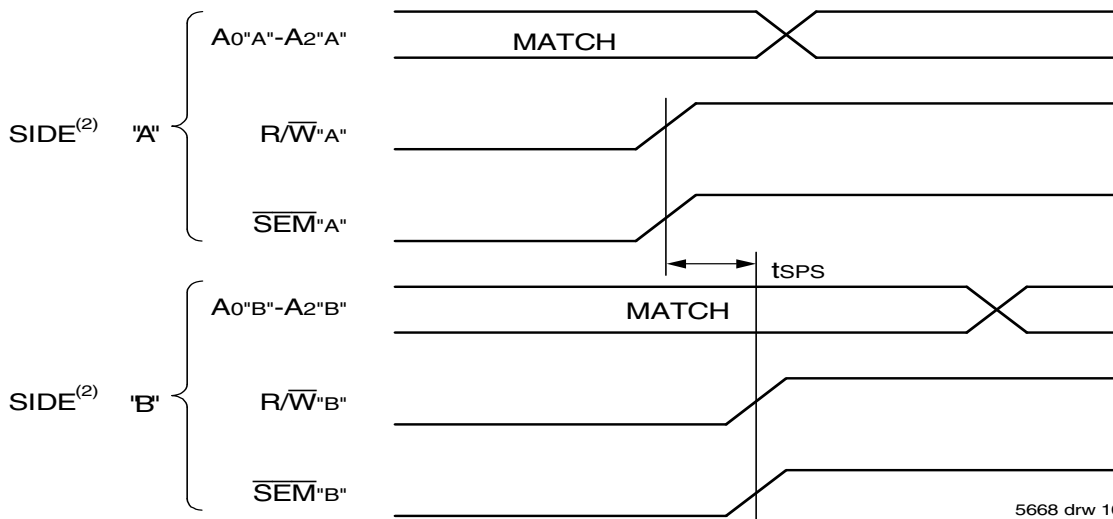 A0"A"-A2"A"
MATCH
SIDE(2) "A"
R/W"A"
SEM"A"
tSPS
A0"B"-A2"B"
MATCH
SIDE(2) "B"
R/W"B"
SEM"B"